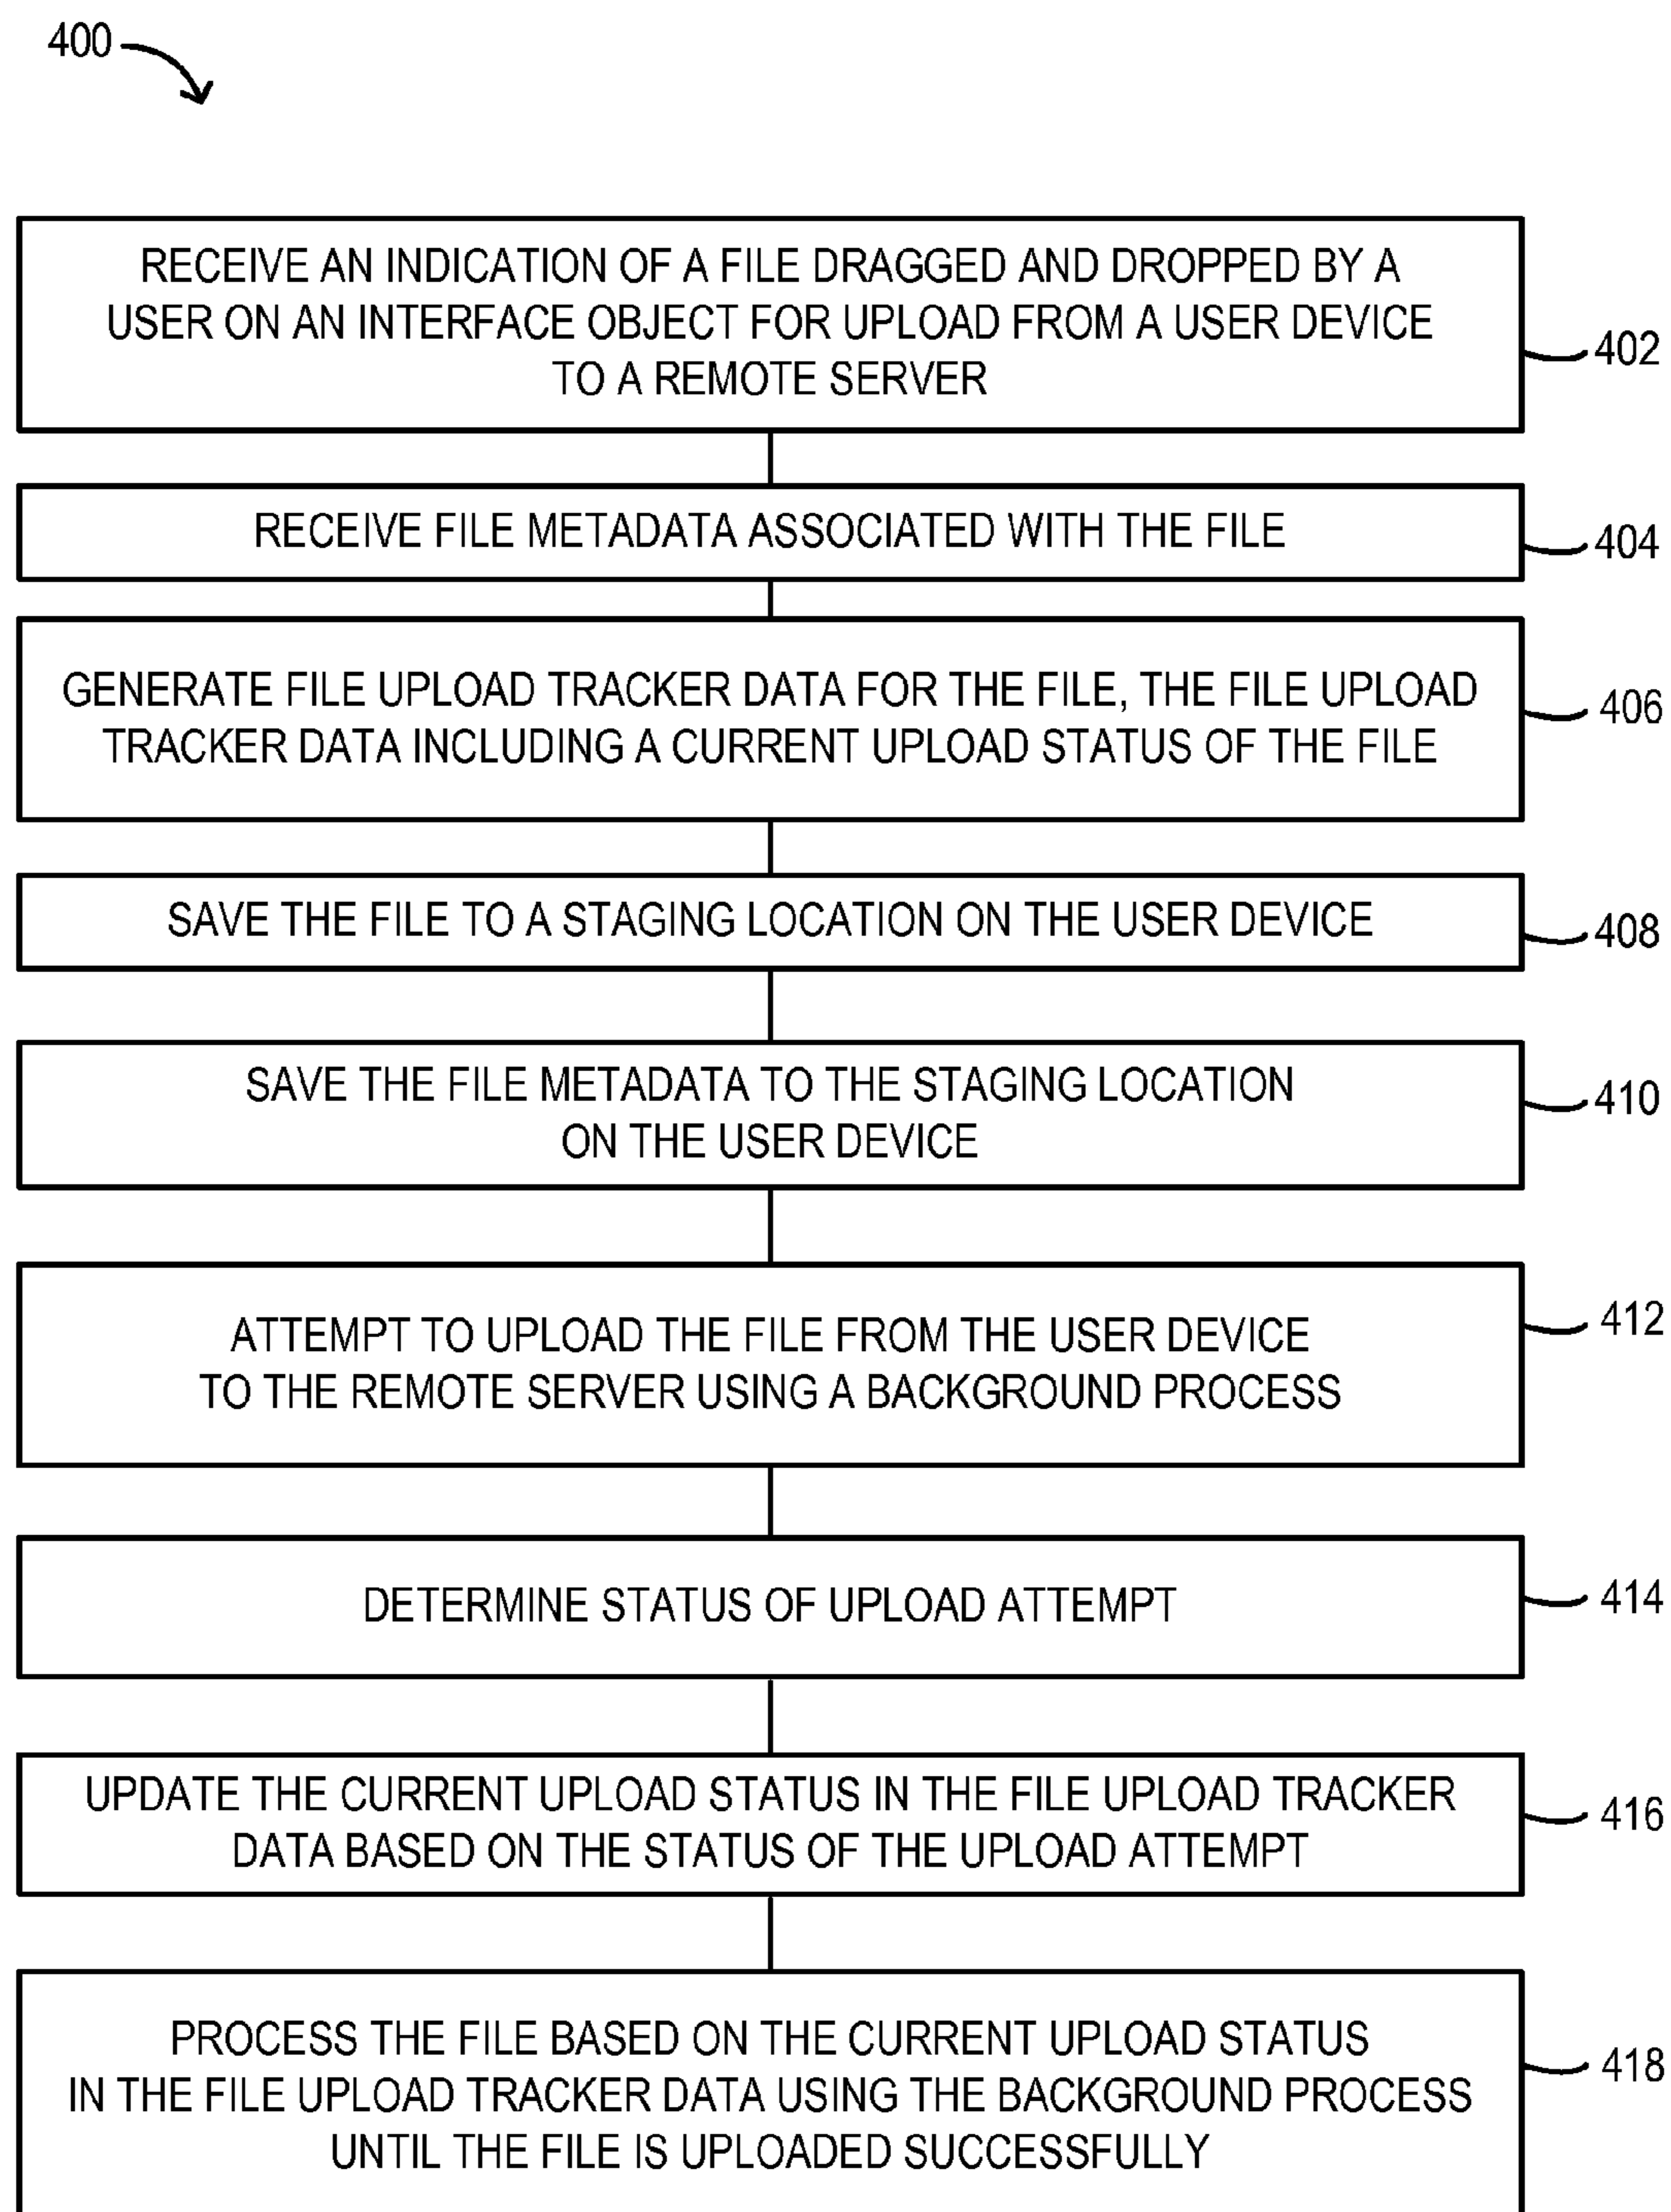 400
RECEIVE AN INDICATION OF A FILE DRAGGED AND DROPPED BY A
USER ON AN INTERFACE OBJECT FOR UPLOAD FROM A USER DEVICE
TO A REMOTE SERVER
402
RECEIVE FILE METADATA ASSOCIATED WITH THE FILE
404
GENERATE FILE UPLOAD TRACKER DATA FOR THE FILE, THE FILE UPLOAD
TRACKER DATA INCLUDING A CURRENT UPLOAD STATUS OF THE FILE
406
SAVE THE FILE TO A STAGING LOCATION ON THE USER DEVICE
408
SAVE THE FILE METADATA TO THE STAGING LOCATION
ON THE USER DEVICE
410
ATTEMPT TO UPLOAD THE FILE FROM THE USER DEVICE
TO THE REMOTE SERVER USING A BACKGROUND PROCESS
412
DETERMINE STATUS OF UPLOAD ATTEMPT
414
UPDATE THE CURRENT UPLOAD STATUS IN THE FILE UPLOAD TRACKER
DATA BASED ON THE STATUS OF THE UPLOAD ATTEMPT
416
PROCESS THE FILE BASED ON THE CURRENT UPLOAD STATUS
IN THE FILE UPLOAD TRACKER DATA USING THE BACKGROUND PROCESS
UNTIL THE FILE IS UPLOADED SUCCESSFULLY
418